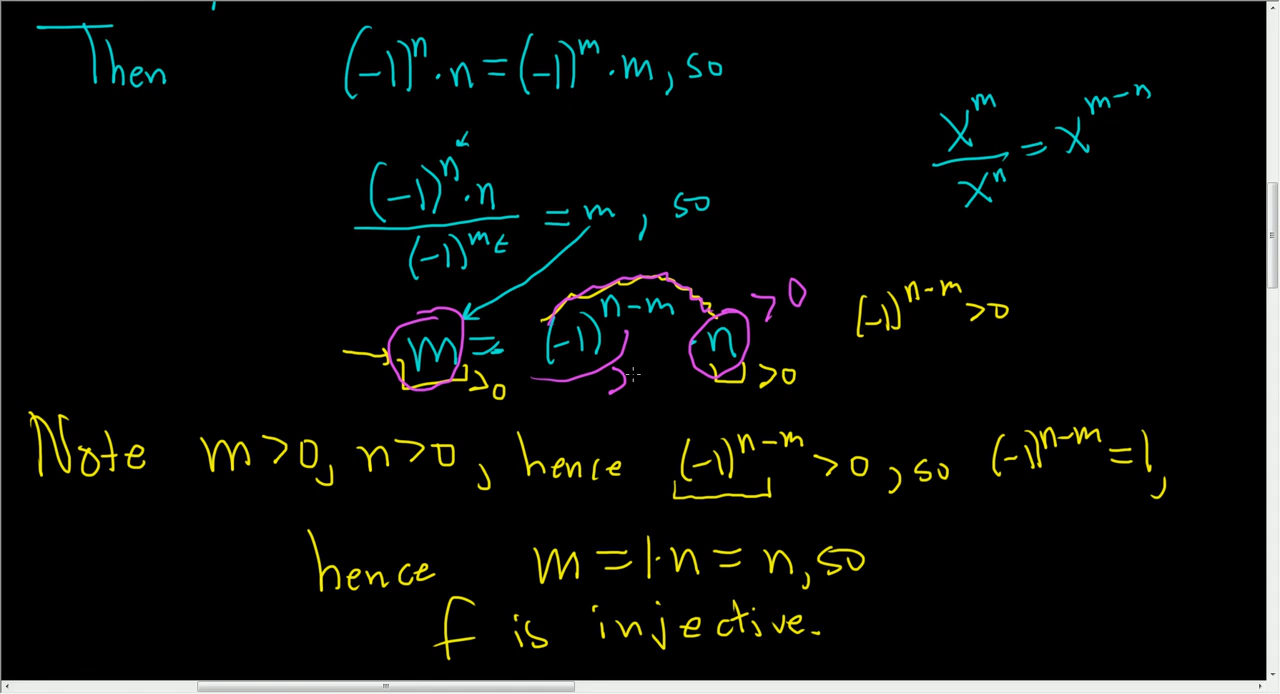 Then (-1)^n · n = (-1)^m · m, so
x^m / x^n = x^{m-n}
(-1)^n · n / (-1)^m = m, so
m = (-1)^{n-m} · n > 0
(-1)^{n-m} > 0
> 0
> 0
Note m > 0, n > 0, hence (-1)^{n-m} > 0, so (-1)^{n-m} = 1,
hence m = 1·n = n, so
f is injective.